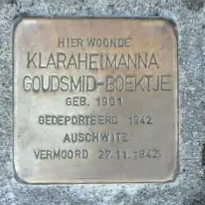 HIER WOONDE
KLARAHEIMANNA
GOUDSMID-BOEKTJE
GEB. 1901
GEDEPORTEERD 1942
AUSCHWITZ
VERMOORD 27.11.1942